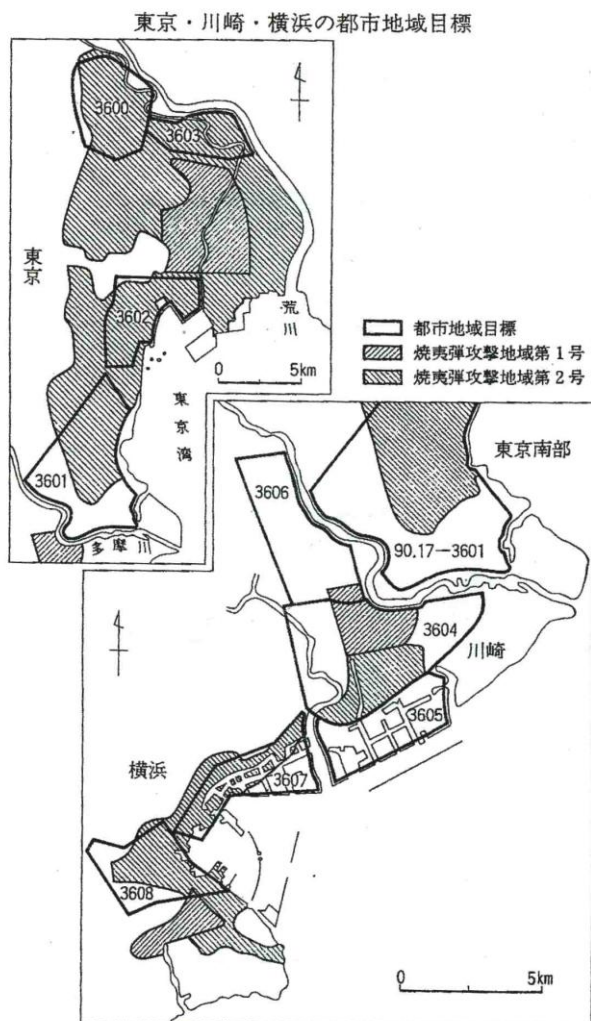 東京・川崎・横浜の都市地域目標
3600
3603
東京
3602
荒川
0 5km
東京湾
3601
多摩川
都市地域目標
焼夷弾攻撃地域第1号
焼夷弾攻撃地域第2号
東京南部
3606
90.17―3601
3604
川崎
3605
横浜
3607
3608
0 5km